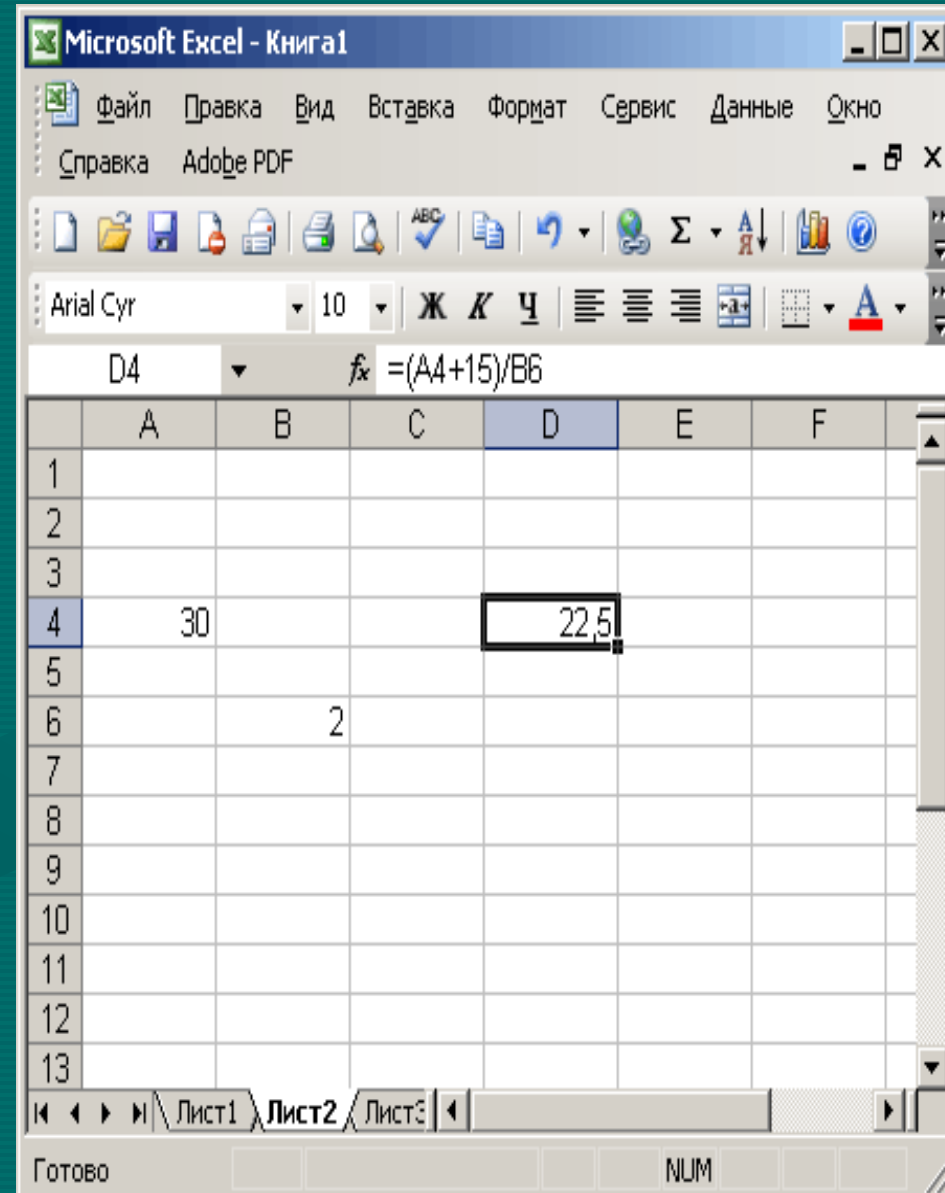 Microsoft Excel - Книга1
Файл Правка Вид Вставка Формат Сервис Данные Окно
Справка Adobe PDF
ABC Σ А Я
Arial Cyr 10 Ж К Ч a A
D4 fx =(A4+15)/B6
A B C D E F
1
2
3
4 30 22,5
5
6 2
7
8
9
10
11
12
13
Лист1 Лист2 Лист3
Готово NUM